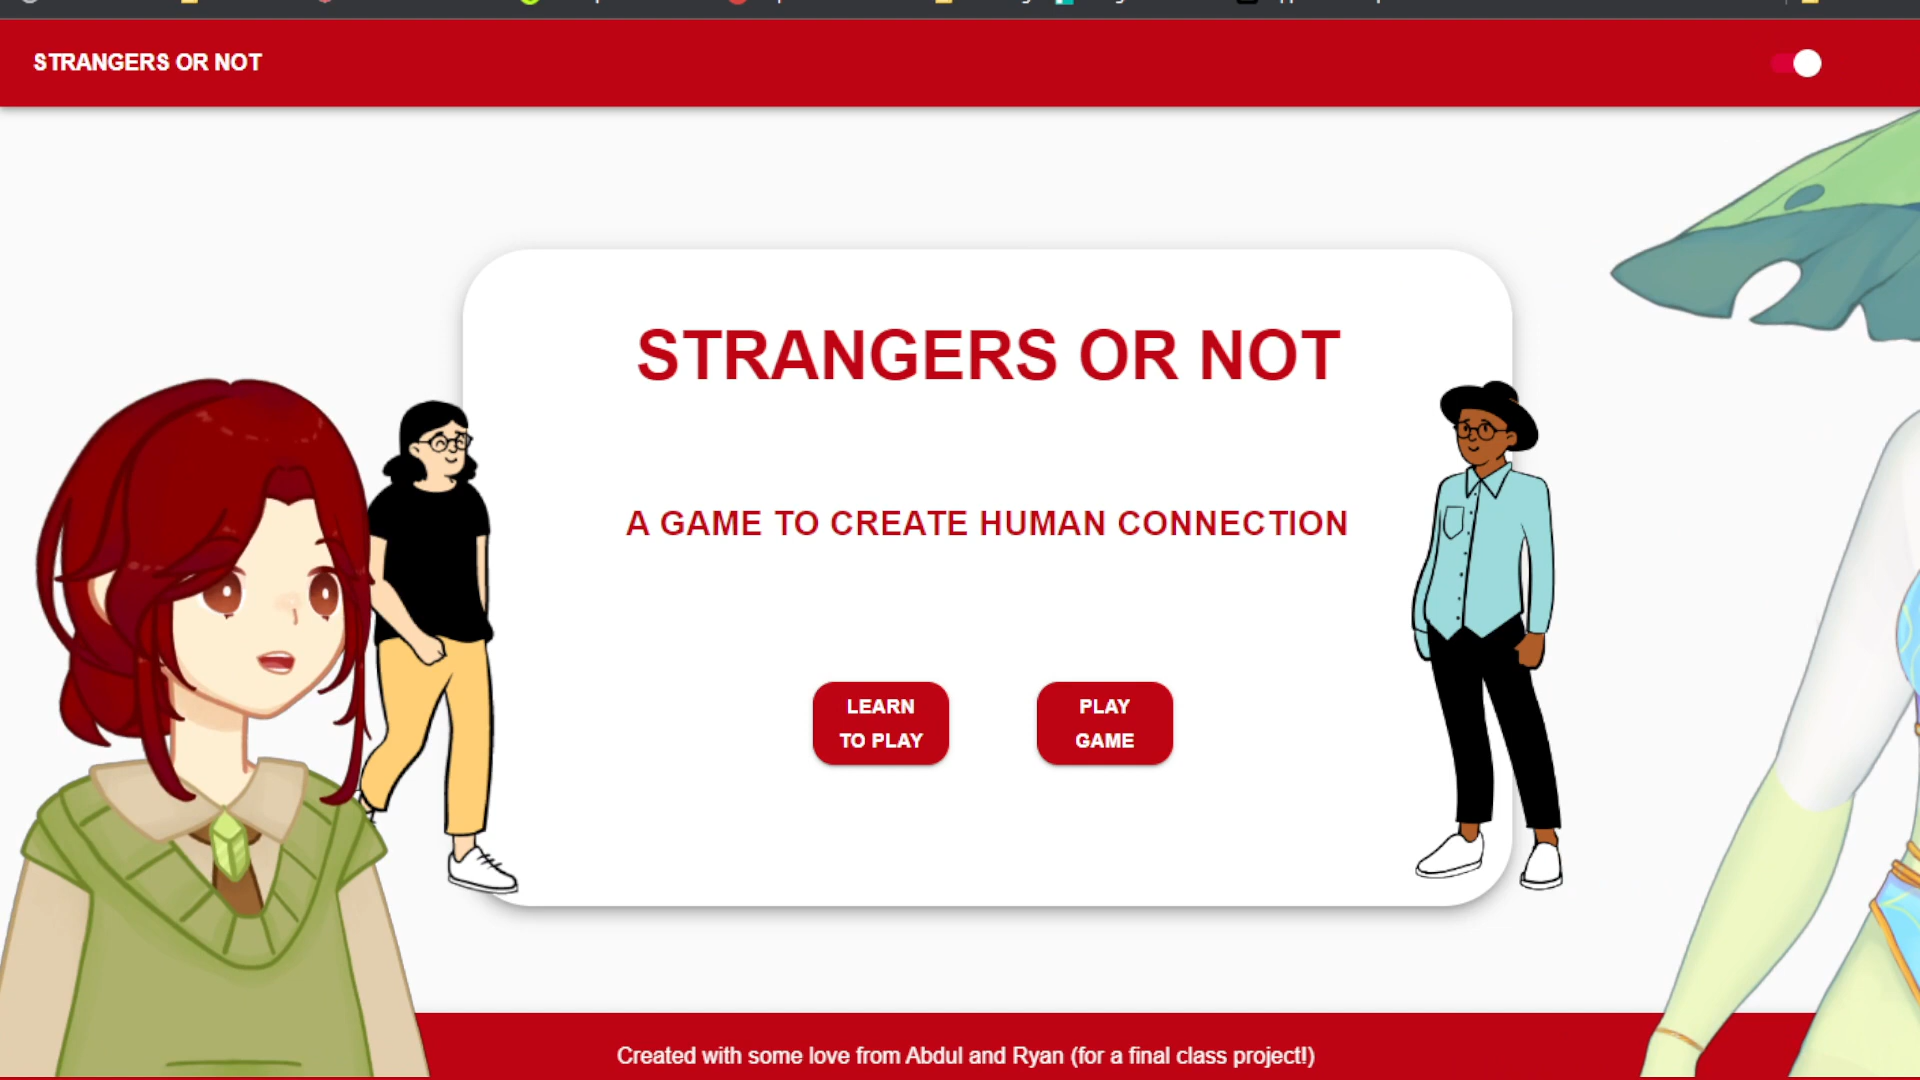 STRANGERS OR NOT
STRANGERS OR NOT
A GAME TO CREATE HUMAN CONNECTION
LEARN
TO PLAY
PLAY
GAME
Created with some love from Abdul and Ryan (for a final class project!)